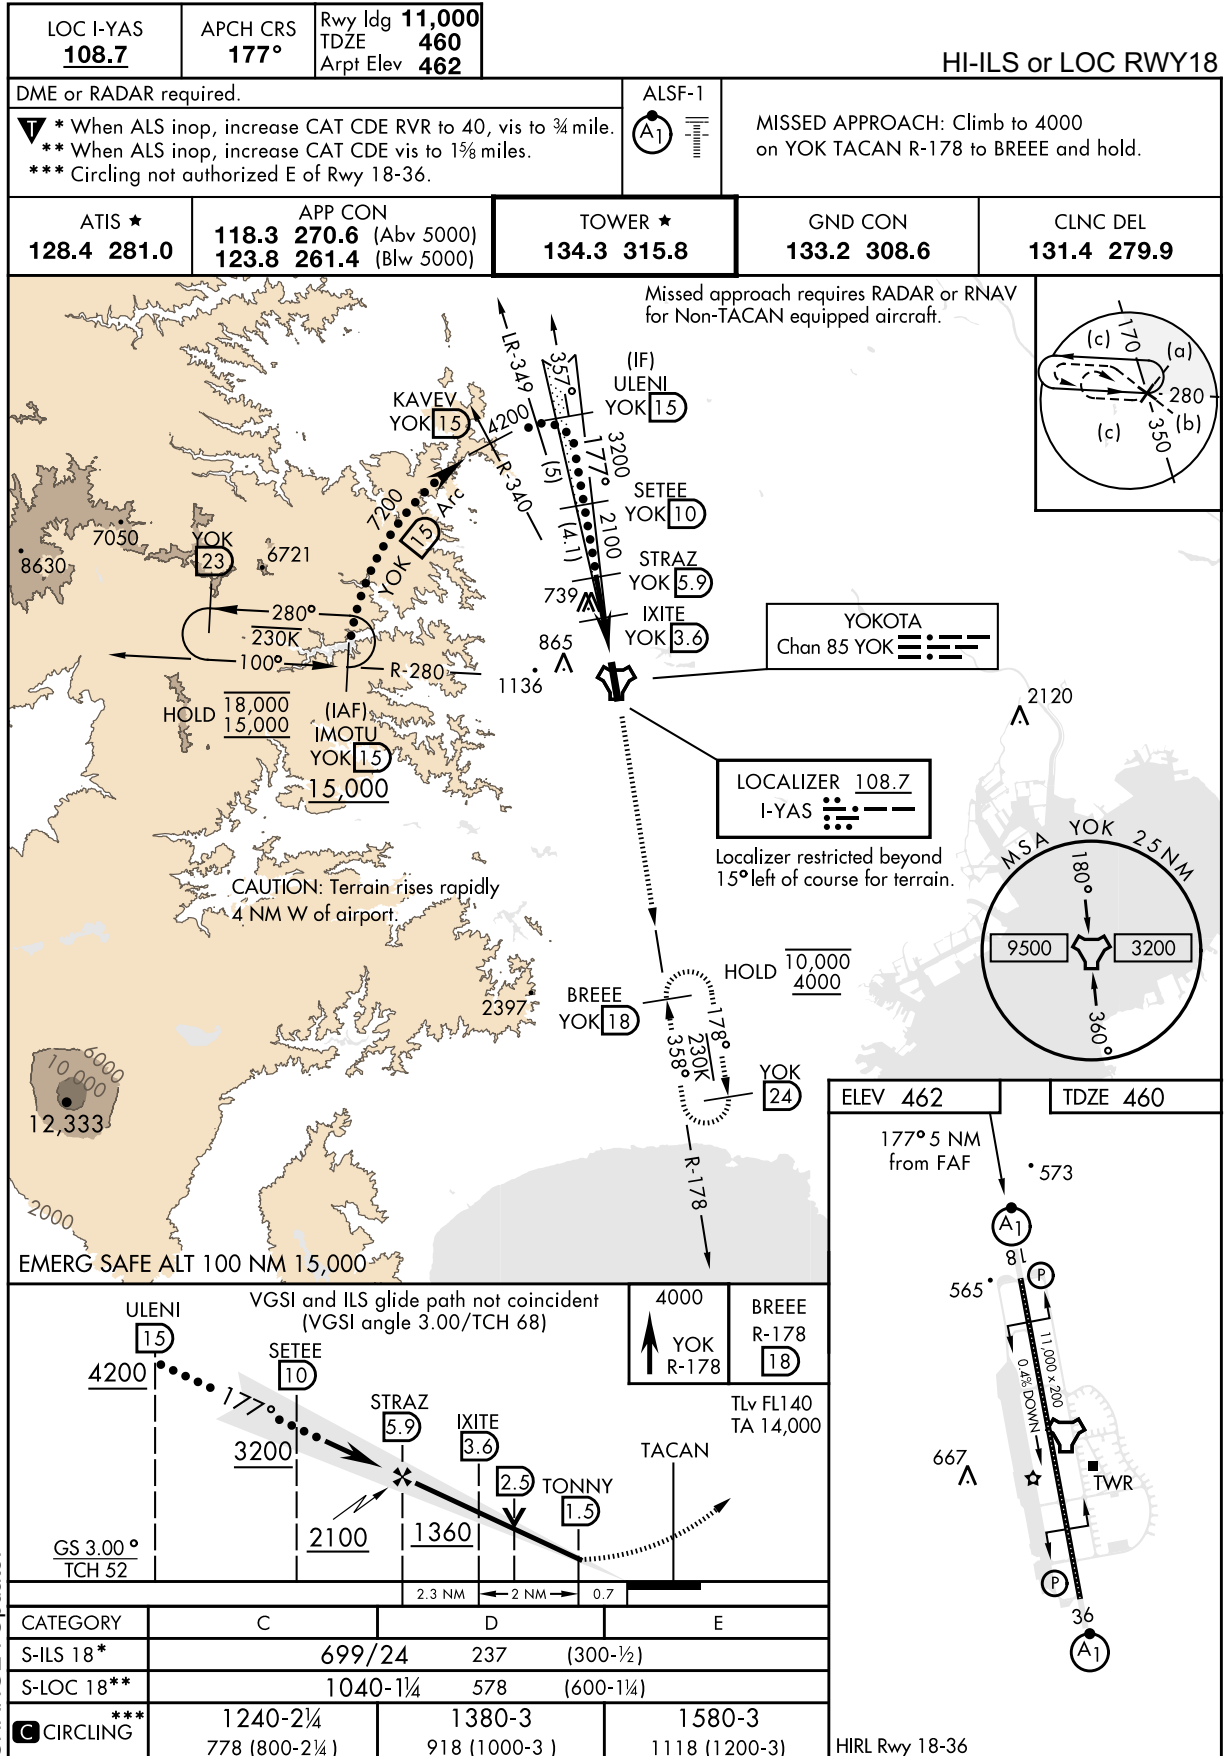 LOC I-YAS
108.7
APCH CRS
177°
Rwy ldg 11,000
TDZE 460
Arpt Elev 462
HI-ILS or LOC RWY18
DME or RADAR required.
T * When ALS inop, increase CAT CDE RVR to 40, vis to ¾ mile.
** When ALS inop, increase CAT CDE vis to 1⅝ miles.
*** Circling not authorized E of Rwy 18-36.
ALSF-1
A1
MISSED APPROACH: Climb to 4000
on YOK TACAN R-178 to BREEE and hold.
ATIS ★
128.4 281.0
APP CON
118.3 270.6 (Abv 5000)
123.8 261.4 (Blw 5000)
TOWER ★
134.3 315.8
GND CON
133.2 308.6
CLNC DEL
131.4 279.9
Missed approach requires RADAR or RNAV
for Non-TACAN equipped aircraft.
170
(c)
(a)
280
(b)
(c)
350
LR-349
357°
(IF)
ULENI
YOK 15
KAVEV
YOK 15
4200
R-340
(5)
3200
177°
SETEE
YOK 10
2100
(4.1)
STRAZ
YOK 5.9
739
IXITE
YOK 3.6
865
1136
7200
YOK 15 Arc
7050
8630
YOK
23
6721
280°
230K
100°
R-280
HOLD 18,000
15,000
(IAF)
IMOTU
YOK 15
15,000
YOKOTA
Chan 85 YOK
2120
LOCALIZER 108.7
I-YAS
Localizer restricted beyond
15° left of course for terrain.
CAUTION: Terrain rises rapidly
4 NM W of airport.
MSA YOK 25 NM
180°
9500
3200
360°
HOLD 10,000
4000
2397
BREEE
YOK 18
178°
230K
358°
YOK
24
R-178
6000
10 000
12,333
2000
EMERG SAFE ALT 100 NM 15,000
ELEV 462
TDZE 460
177° 5 NM
from FAF
573
A1
18
P
565
11,000 x 200
0.4% DOWN
667
TWR
P
36
A1
HIRL Rwy 18-36
VGSI and ILS glide path not coincident
(VGSI angle 3.00/TCH 68)
ULENI
15
4200
SETEE
10
177°
3200
STRAZ
5.9
2100
IXITE
3.6
1360
2.5
TONNY
1.5
TACAN
4000
YOK
R-178
BREEE
R-178
18
TLv FL140
TA 14,000
GS 3.00°
TCH 52
2.3 NM
2 NM
0.7
CATEGORY C D E
S-ILS 18* 699/24 237 (300-½)
S-LOC 18** 1040-1¼ 578 (600-1¼)
C CIRCLING*** 1240-2¼ 1380-3 1580-3
778 (800-2¼) 918 (1000-3 ) 1118 (1200-3)